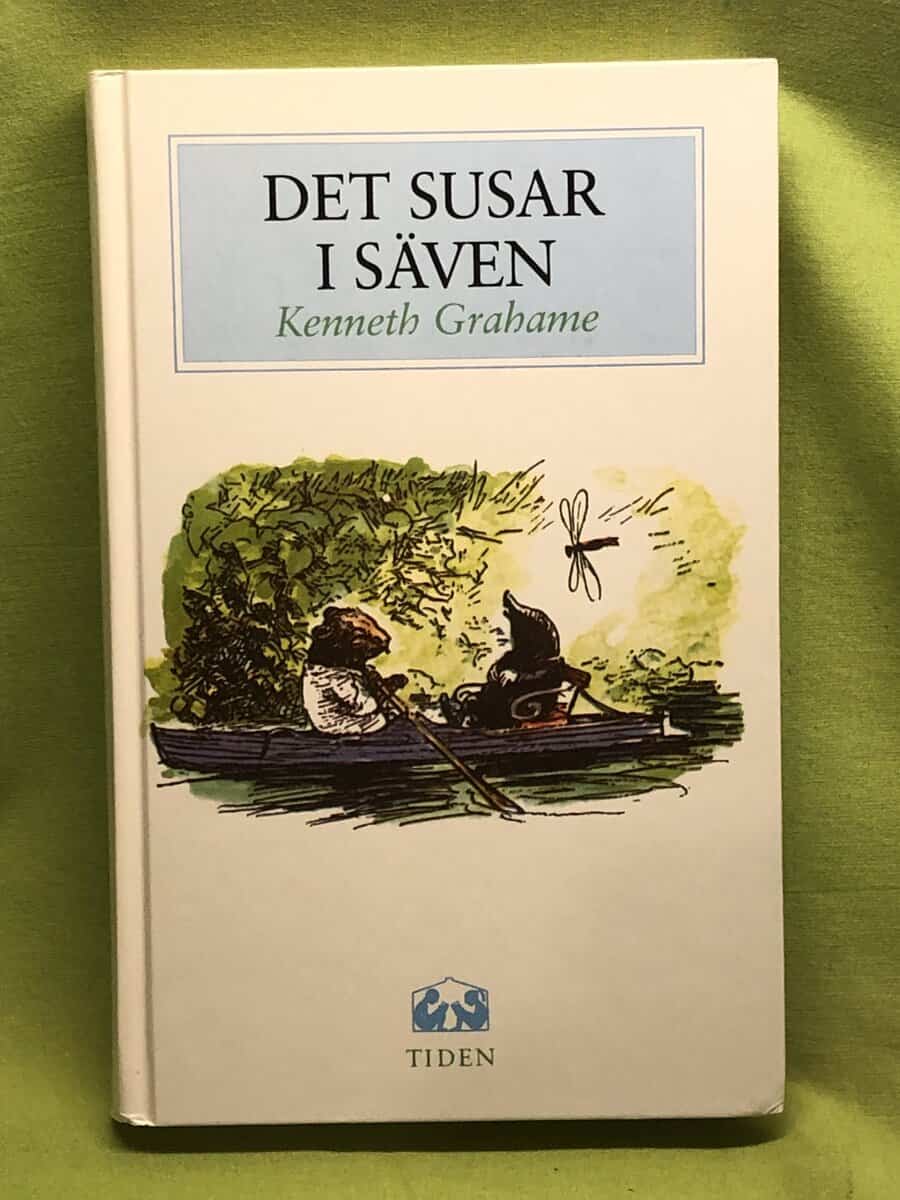 DET SUSAR
I SÄVEN
Kenneth Grahame
TIDEN